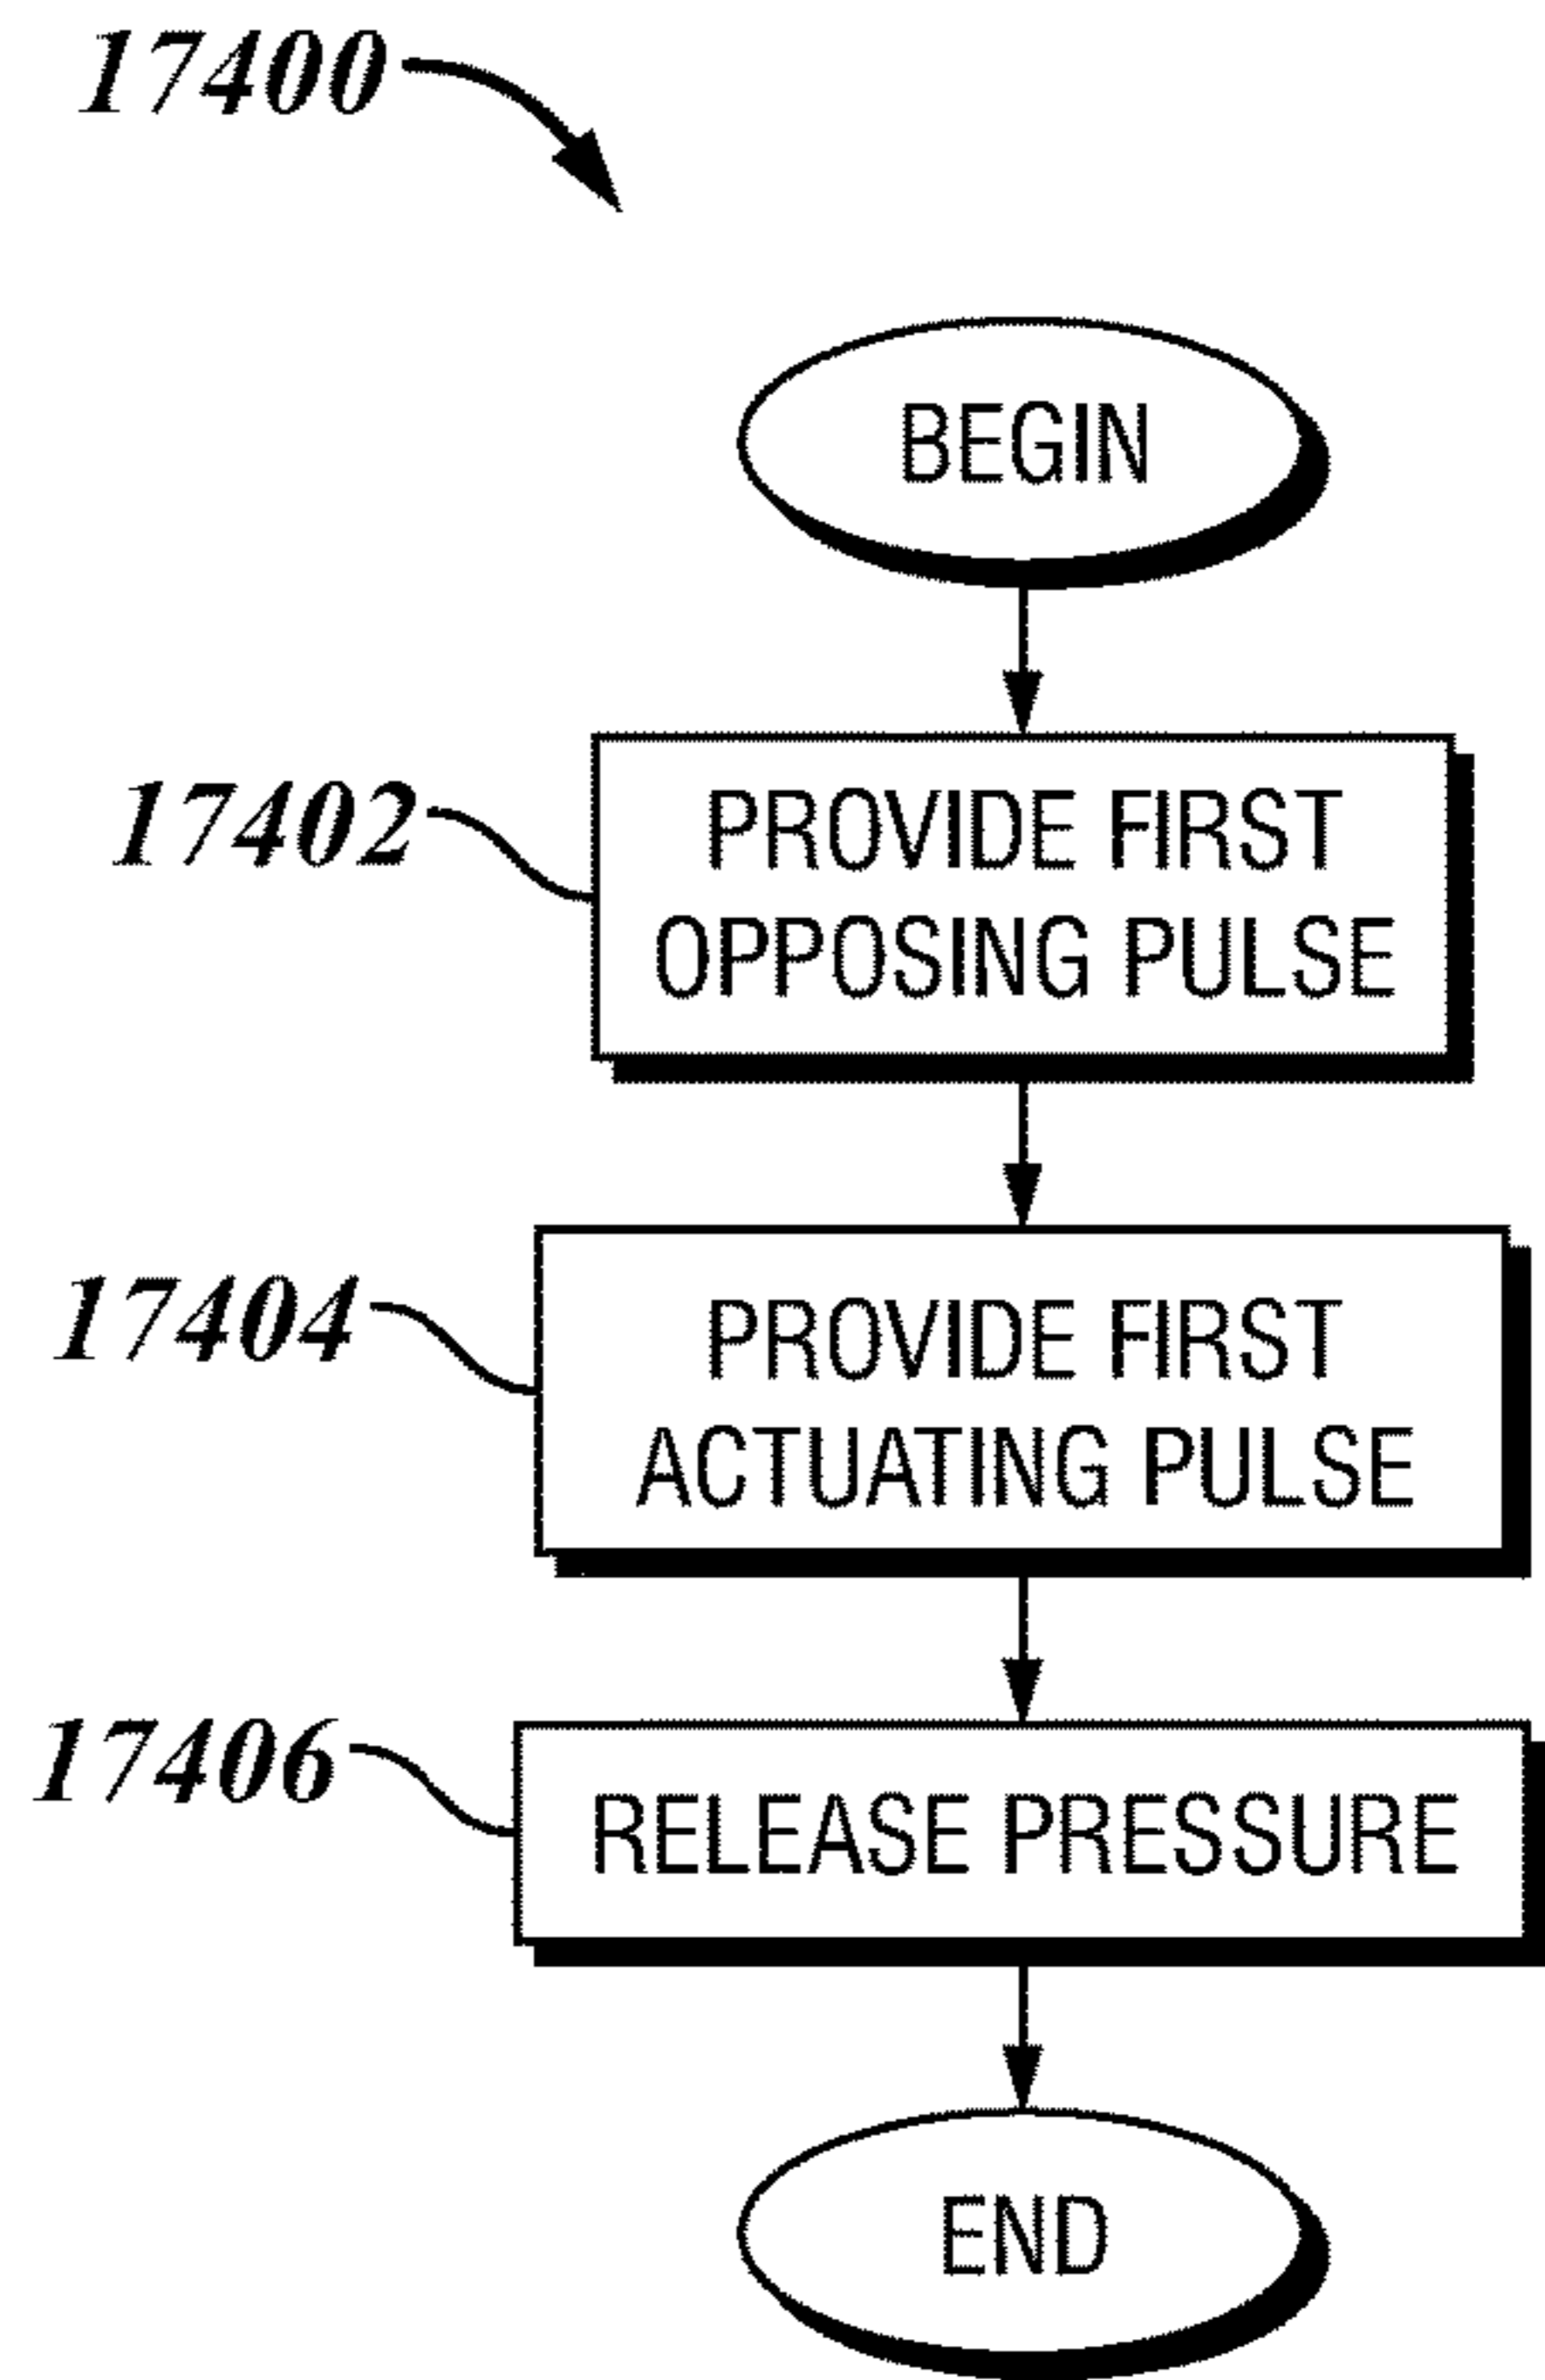 17400
BEGIN
17402
PROVIDE FIRST
OPPOSING PULSE
17404
PROVIDE FIRST
ACTUATING PULSE
17406
RELEASE PRESSURE
END